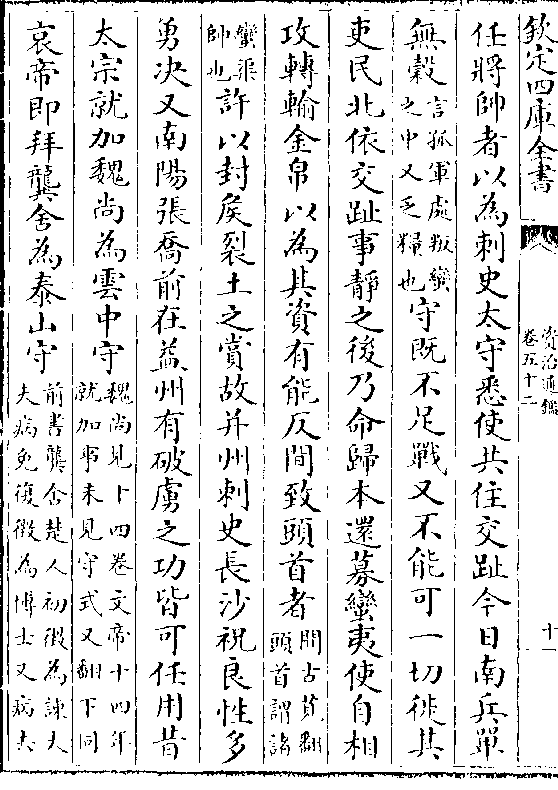 欽定四庫全書
資治通鑑
卷五十二
十一
任將帥者以為刺史太守悉使共住交趾今日南兵單
無穀言孤軍處叛蠻之中又乏糧也守既不足戰又不能可一切徙其
吏民北依交趾事靜之後乃命歸本還募蠻夷使自相
攻轉輸金帛以為其資有能反間致頭首者間古莧翻頭首謂諸
蠻渠帥也許以封侯裂土之賞故并州刺史長沙祝良性多
勇决又南陽張喬前在益州有破虜之功皆可任用昔
太宗就加魏尚為雲中守魏尚見十四卷文帝十四年就加事未見守式又翻下同
哀帝即拜龔舍為泰山守前書龔舍楚人初徵為諫大夫病免復徵為博士又病去